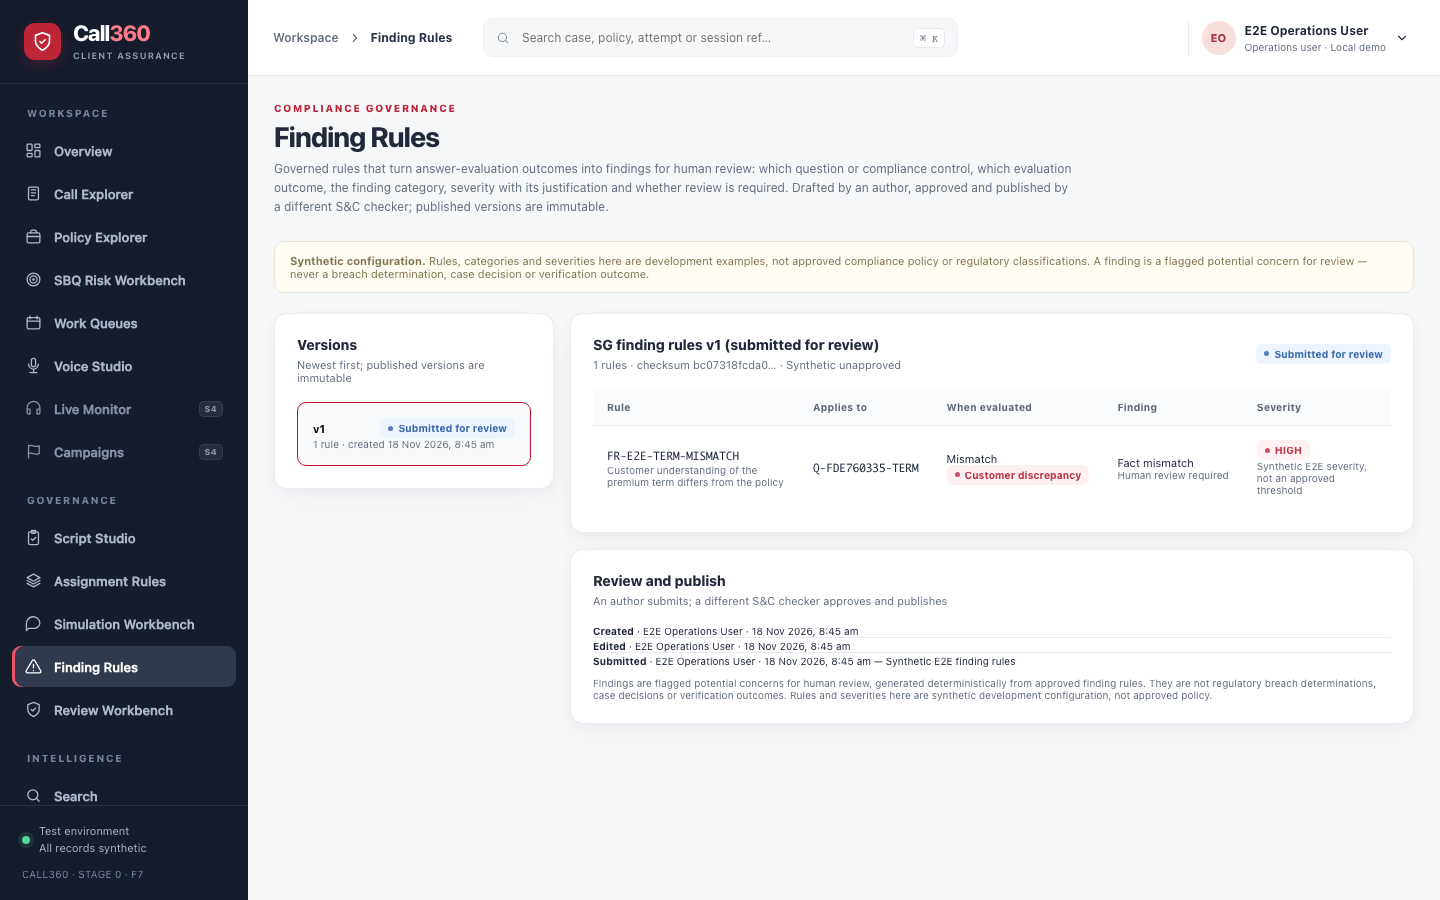 Call360
CLIENT ASSURANCE
WORKSPACE
Overview
Call Explorer
Policy Explorer
SBQ Risk Workbench
Work Queues
Voice Studio
Live Monitor
S4
Campaigns
S4
GOVERNANCE
Script Studio
Assignment Rules
Simulation Workbench
Finding Rules
Review Workbench
INTELLIGENCE
Search
Test environment
All records synthetic
CALL360 · STAGE 0 · F7
Workspace > Finding Rules
Search case, policy, attempt or session ref...
⌘ K
EO
E2E Operations User
Operations user · Local demo
COMPLIANCE GOVERNANCE
Finding Rules
Governed rules that turn answer-evaluation outcomes into findings for human review: which question or compliance control, which evaluation
outcome, the finding category, severity with its justification and whether review is required. Drafted by an author, approved and published by
a different S&C checker; published versions are immutable.
Synthetic configuration. Rules, categories and severities here are development examples, not approved compliance policy or regulatory classifications. A finding is a flagged potential concern for review —
never a breach determination, case decision or verification outcome.
Versions
Newest first; published versions are
immutable
v1
Submitted for review
1 rule · created 18 Nov 2026, 8:45 am
SG finding rules v1 (submitted for review)
1 rules · checksum bc07318fcda0... · Synthetic unapproved
Submitted for review
Rule
Applies to
When evaluated
Finding
Severity
FR-E2E-TERM-MISMATCH
Customer understanding of the
premium term differs from the policy
Q-FDE760335-TERM
Mismatch
Customer discrepancy
Fact mismatch
Human review required
HIGH
Synthetic E2E severity,
not an approved
threshold
Review and publish
An author submits; a different S&C checker approves and publishes
Created · E2E Operations User · 18 Nov 2026, 8:45 am
Edited · E2E Operations User · 18 Nov 2026, 8:45 am
Submitted · E2E Operations User · 18 Nov 2026, 8:45 am — Synthetic E2E finding rules
Findings are flagged potential concerns for human review, generated deterministically from approved finding rules. They are not regulatory breach determinations,
case decisions or verification outcomes. Rules and severities here are synthetic development configuration, not approved policy.